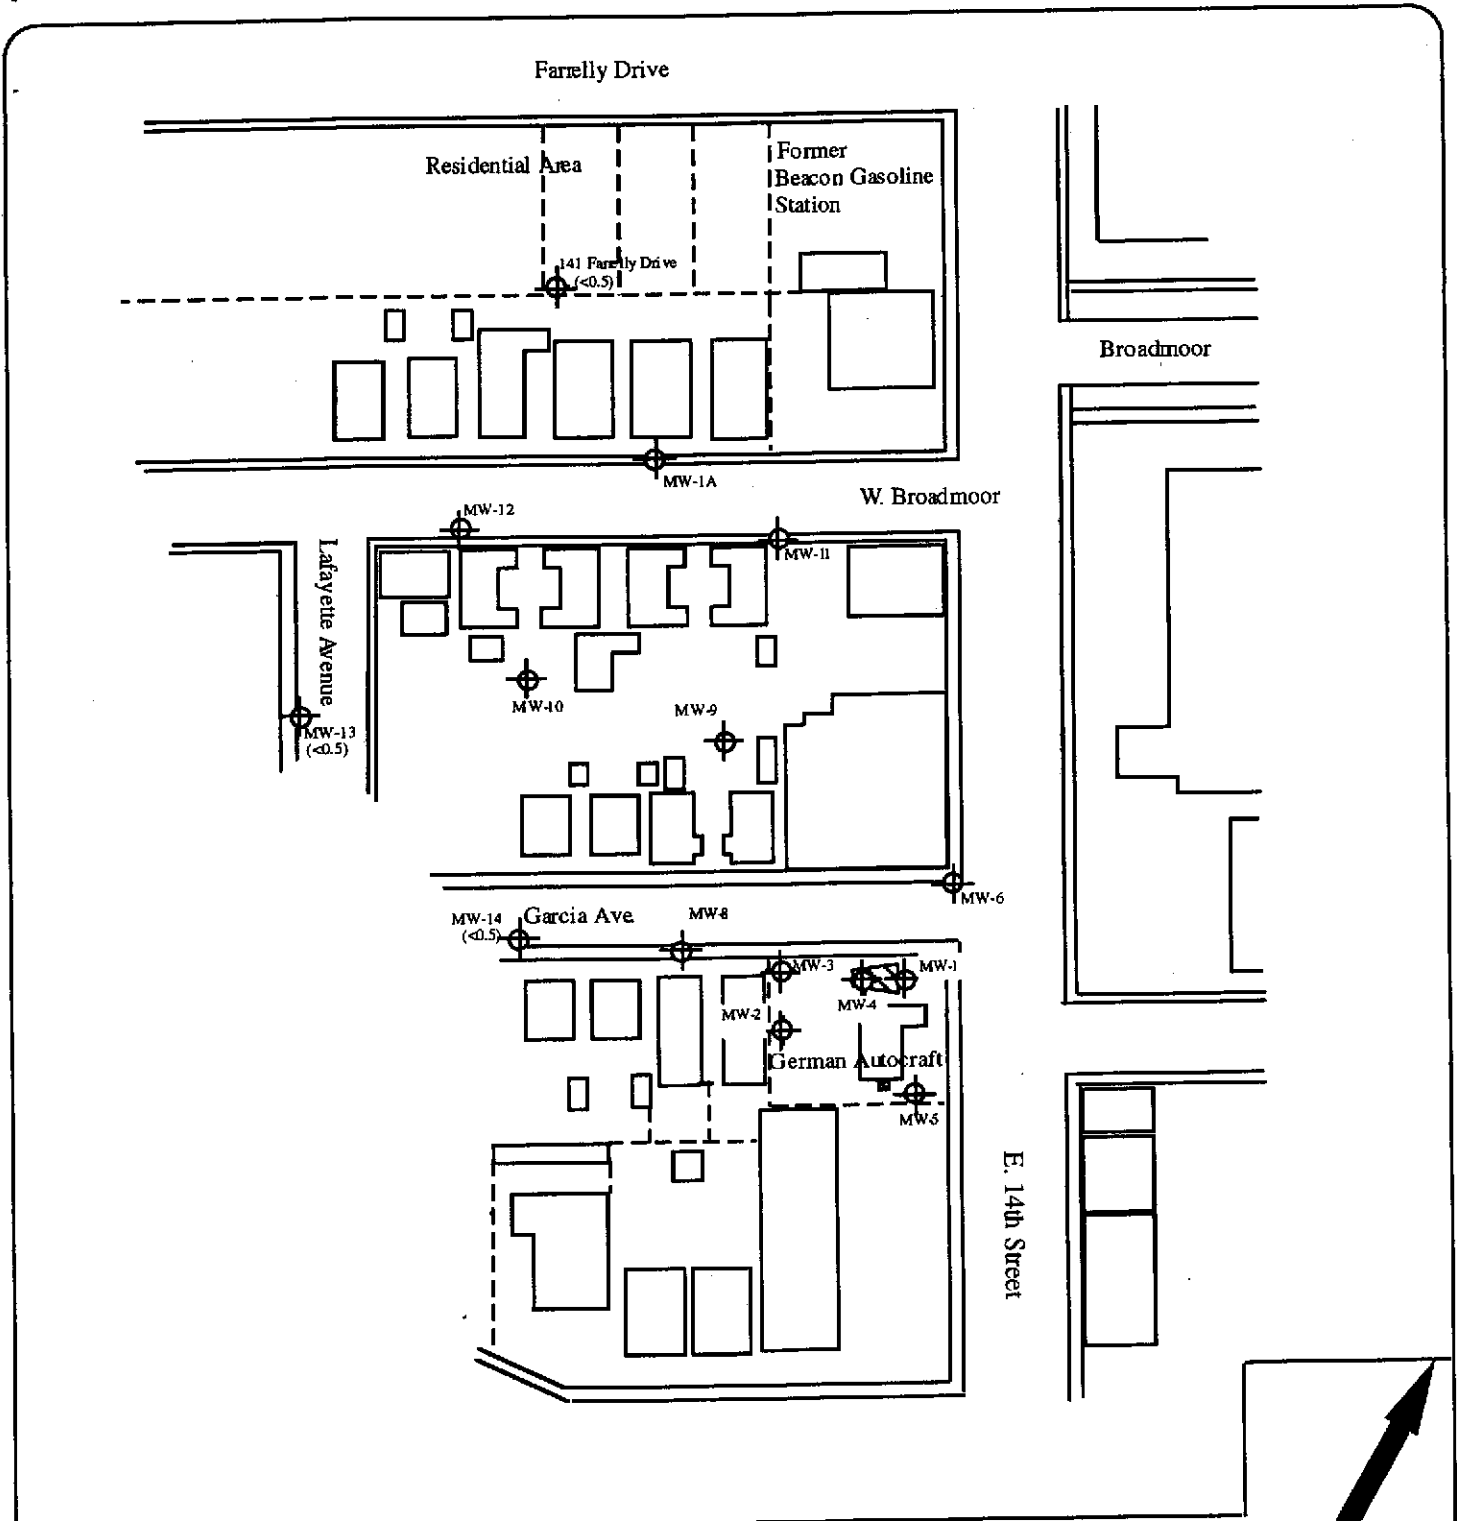 Farrelly Drive
Residential Area
Former
Beacon Gasoline
Station
141 Farrelly Drive
(<0.5)
Broadmoor
MW-1A
W. Broadmoor
MW-12
MW-11
Lafayette Avenue
MW-10
MW-9
MW-13
(<0.5)
MW-6
MW-14
(<0.5)
Garcia Ave
MW-8
MW-3
MW-1
MW-4
MW-2
German Autocraft
MW-5
E. 14th Street